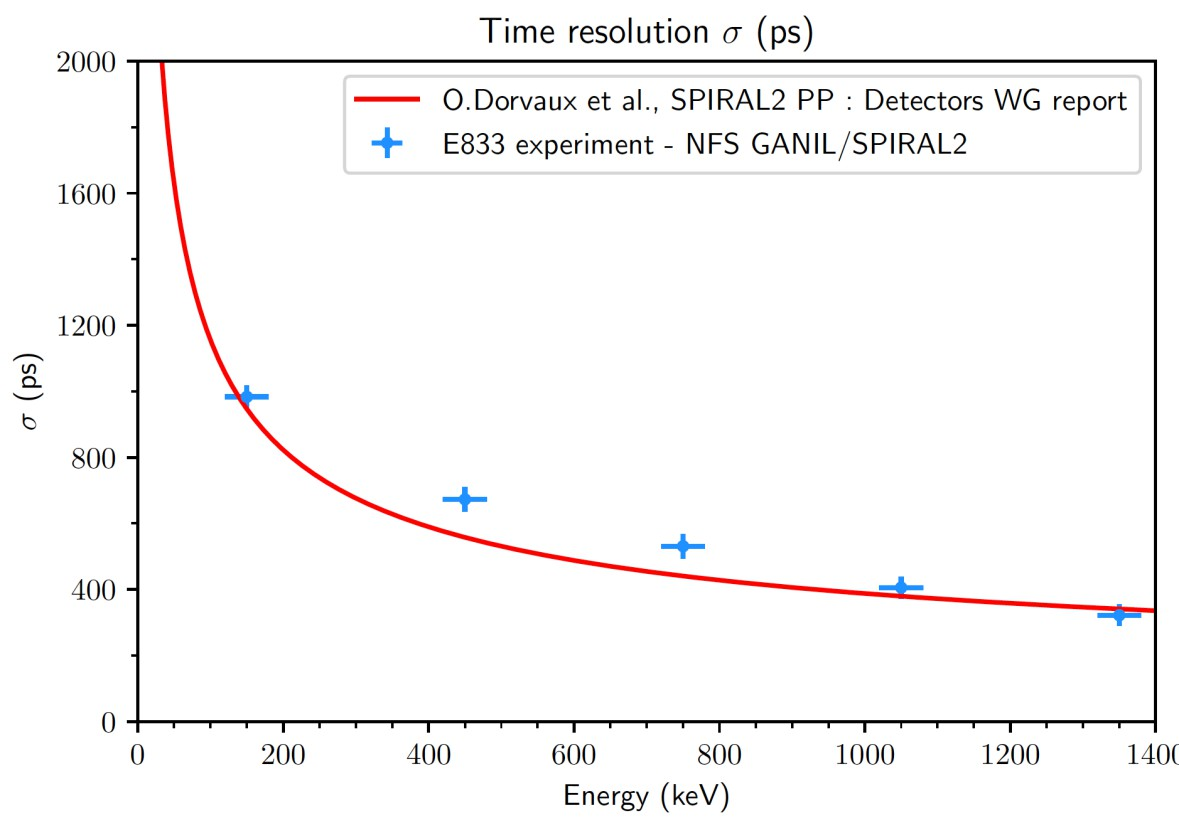 Time resolution σ (ps)
2000
1600
1200
800
400
0
σ (ps)
O.Dorvaux et al., SPIRAL2 PP : Detectors WG report
E833 experiment - NFS GANIL/SPIRAL2
0 200 400 600 800 1000 1200 1400
Energy (keV)